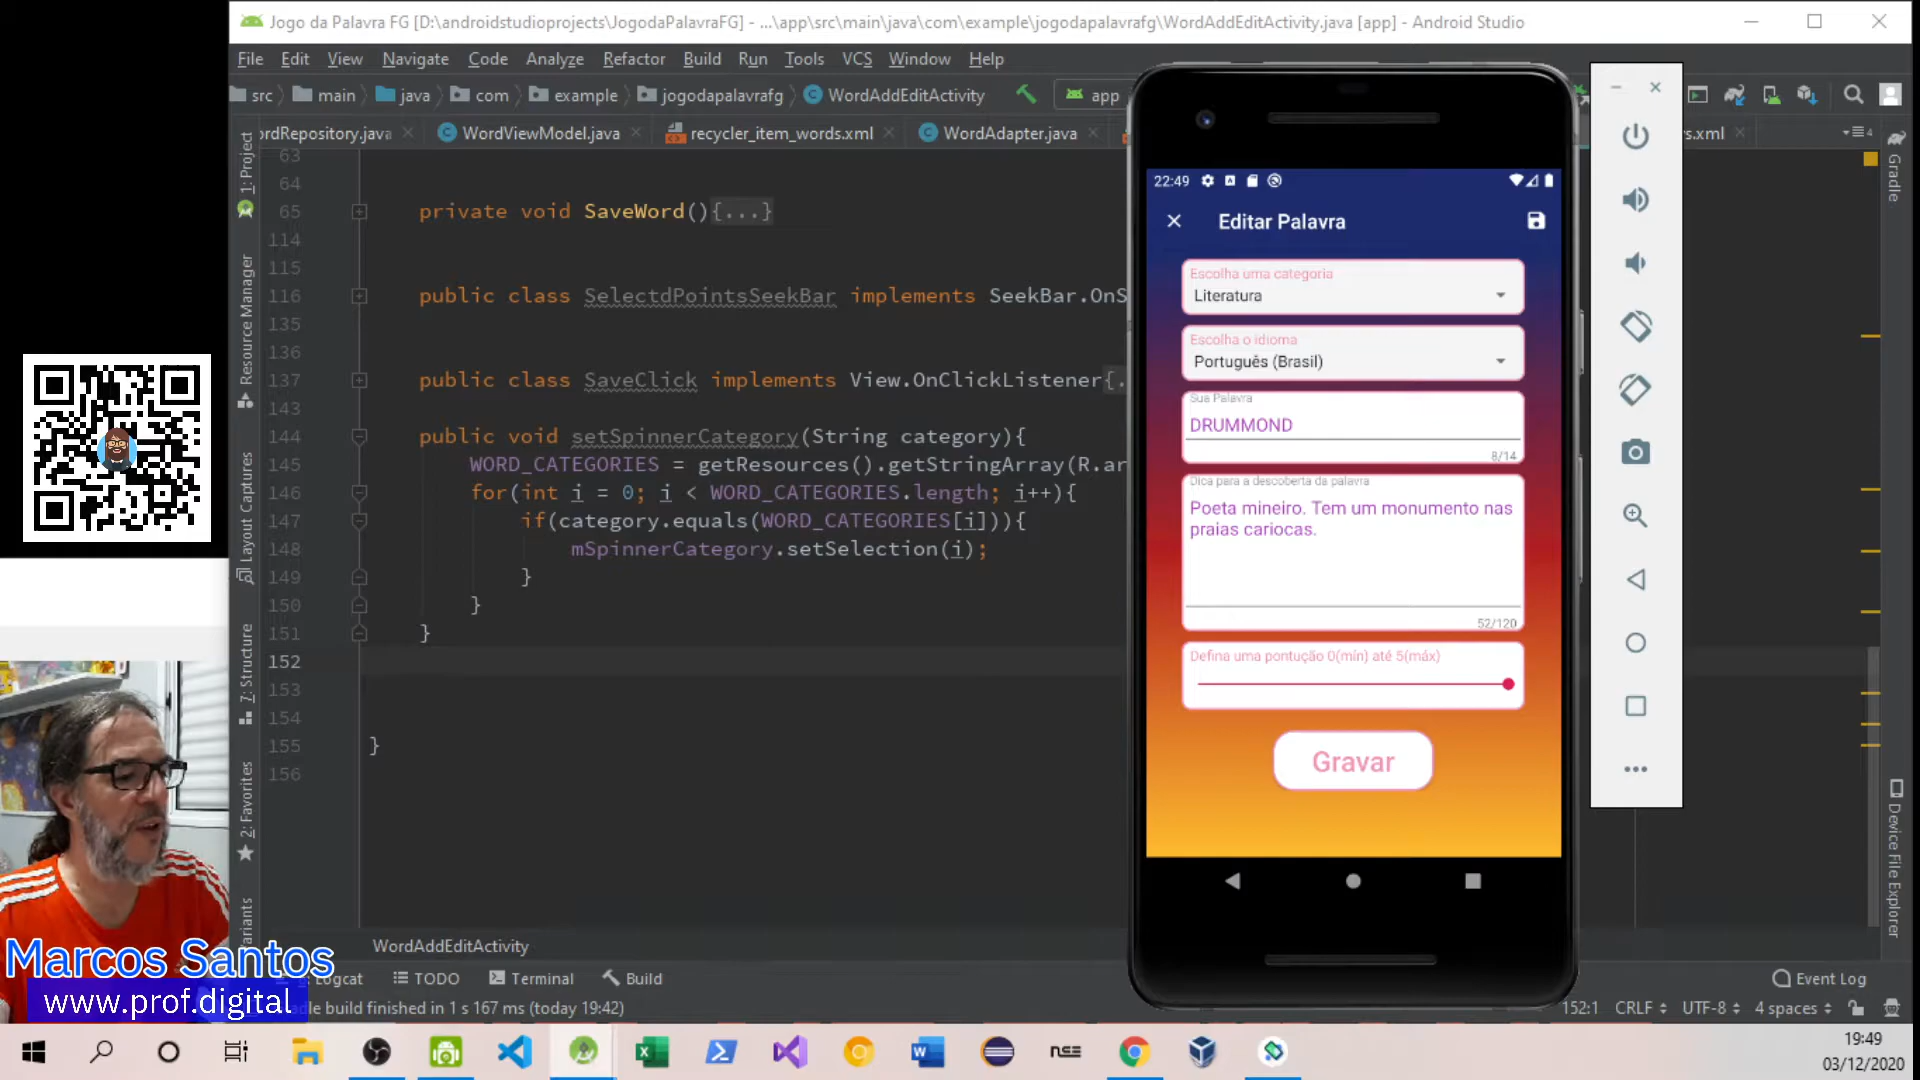 Jogo da Palavra FG [D:\androidstudioprojects\JogodaPalavraFG] - ...\app\src\main\java\com\example\jogodapalavrafg\WordAddEditActivity.java [app] - Android Studio
File Edit View Navigate Code Analyze Refactor Build Run Tools VCS Window Help
src main java com example jogodapalavrafg WordAddEditActivity app
ordRepository.java WordViewModel.java recycler_item_words.xml WordAdapter.java s.xml 4
63
64
65 private void SaveWord(){...}
114
115
116 public class SelectdPointsSeekBar implements SeekBar.OnS
135
136
137 public class SaveClick implements View.OnClickListener{.
143
144 public void setSpinnerCategory(String category){
145 WORD_CATEGORIES = getResources().getStringArray(R.ar
146 for(int i = 0; i < WORD_CATEGORIES.length; i++){
147 if(category.equals(WORD_CATEGORIES[i])){
148 mSpinnerCategory.setSelection(i);
149 }
150 }
151 }
152
153
154
155 }
156
1: Project
Resource Manager
Layout Captures
7: Structure
2: Favorites
ariants
Gradle
Device File Explorer
22:49
Editar Palavra
Escolha uma categoria
Literatura
Escolha o idioma
Português (Brasil)
Sua Palavra
DRUMMOND
8/14
Dica para a descoberta da palavra
Poeta mineiro. Tem um monumento nas
praias cariocas.
52/120
Defina uma pontução 0(mín) até 5(máx)
Gravar
WordAddEditActivity
Logcat TODO Terminal Build Event Log
dle build finished in 1 s 167 ms (today 19:42) 152:1 CRLF UTF-8 4 spaces
Marcos Santos
www.prof.digital
19:49
03/12/2020